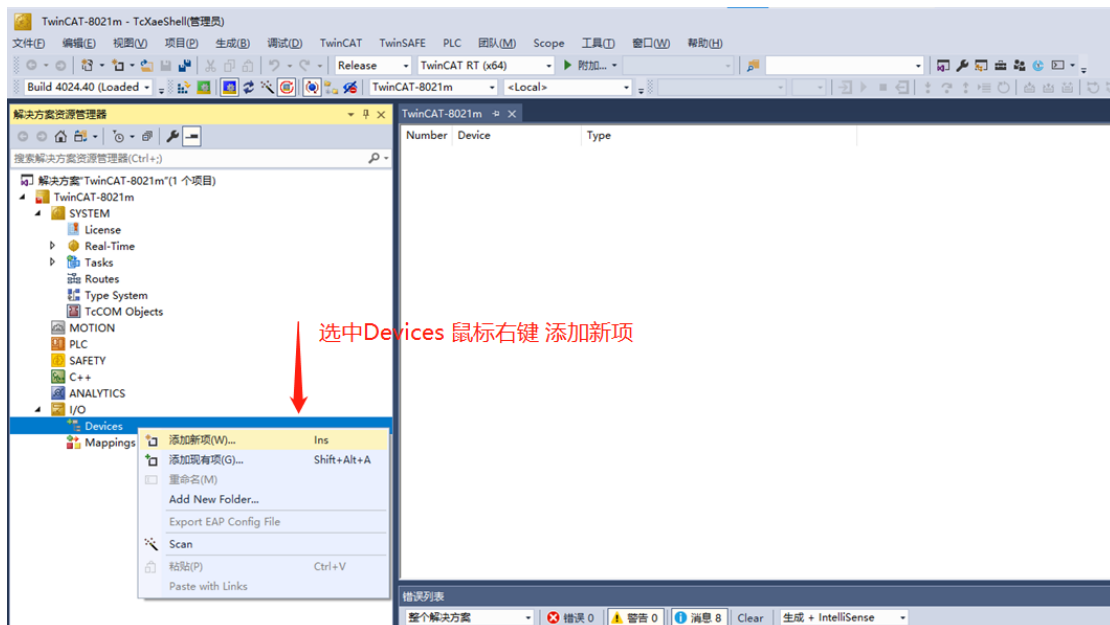 TwinCAT-8021m - TcXaeShell(管理员)
文件(F) 编辑(E) 视图(V) 项目(P) 生成(B) 调试(D) TwinCAT TwinSAFE PLC 团队(M) Scope 工具(T) 窗口(W) 帮助(H)
Release TwinCAT RT (x64) 附加...
Build 4024.40 (Loaded TwinCAT-8021m <Local>
解决方案资源管理器
TwinCAT-8021m
Number Device Type
搜索解决方案资源管理器(Ctrl+;)
解决方案"TwinCAT-8021m"(1 个项目)
TwinCAT-8021m
SYSTEM
License
Real-Time
Tasks
Routes
Type System
TcCOM Objects
选中Devices 鼠标右键 添加新项
MOTION
PLC
SAFETY
C++
ANALYTICS
I/O
Devices
Mappings
添加新项(W)... Ins
添加现有项(G)... Shift+Alt+A
重命名(M)
Add New Folder...
Export EAP Config File
Scan
粘贴(P) Ctrl+V
Paste with Links
错误列表
整个解决方案 错误 0 警告 0 消息 8 Clear 生成 + IntelliSense